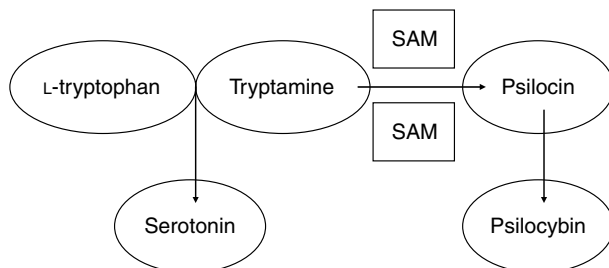 SAM
L-tryptophan
Tryptamine
Psilocin
SAM
Serotonin
Psilocybin